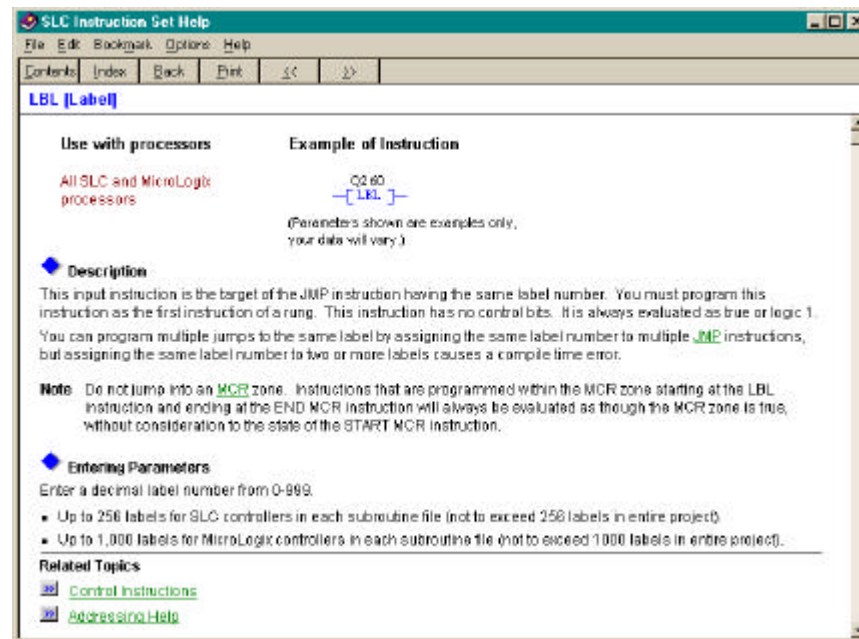 SLC Instruction Set Help
File Edit Bookmark Options Help
Contents Index Back Print << >>
LBL [Label]
Use with processors Example of Instruction
All SLC and MicroLogix
processors
Q2:60
[ LBL ]
(Parameters shown are examples only,
your data will vary.)
Description
This input instruction is the target of the JMP instruction having the same label number. You must program this
instruction as the first instruction of a rung. This instruction has no control bits. It is always evaluated as true or logic 1.
You can program multiple jumps to the same label by assigning the same label number to multiple JMP instructions,
but assigning the same label number to two or more labels causes a compile time error.
Note Do not jump into an MCR zone. Instructions that are programmed within the MCR zone starting at the LBL
instruction and ending at the END MCR instruction will always be evaluated as though the MCR zone is true,
without consideration to the state of the START MCR instruction.
Entering Parameters
Enter a decimal label number from 0-999.
• Up to 256 labels for SLC controllers in each subroutine file (not to exceed 256 labels in entire project).
• Up to 1,000 labels for MicroLogix controllers in each subroutine file (not to exceed 1000 labels in entire project).
Related Topics
>> Control Instructions
>> Addressing Help